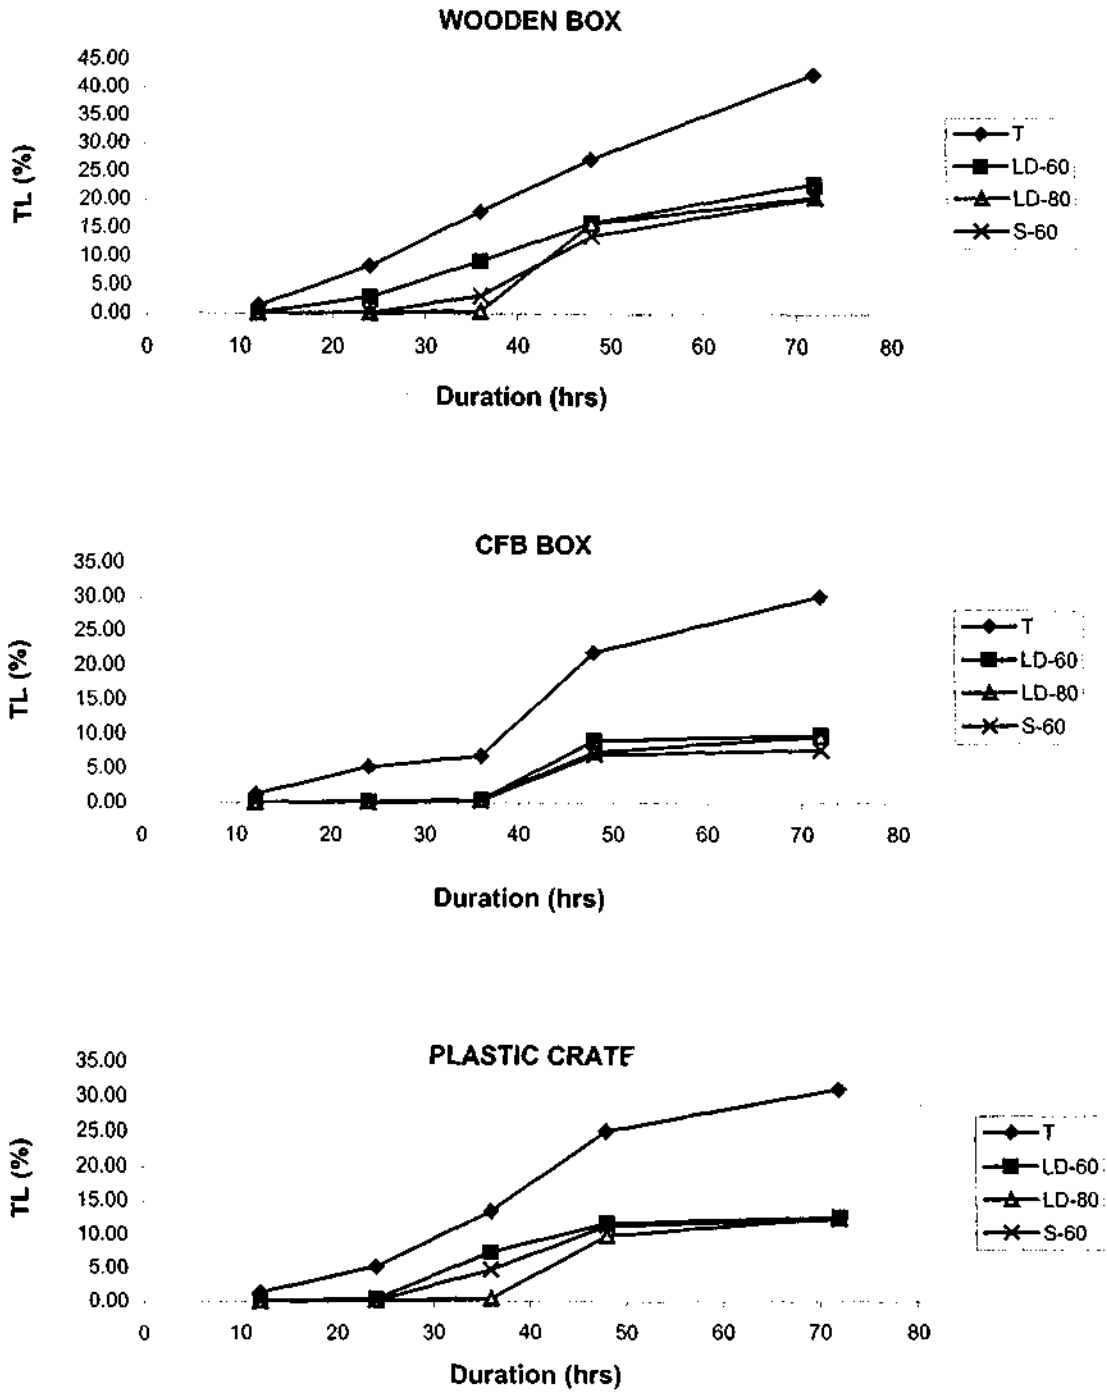 WOODEN BOX
45.00
40.00
35.00
30.00
25.00
20.00
15.00
10.00
5.00
0.00
TL (%)
0 10 20 30 40 50 60 70 80
Duration (hrs)
T
LD-60
LD-80
S-60
CFB BOX
35.00
30.00
25.00
20.00
15.00
10.00
5.00
0.00
TL (%)
0 10 20 30 40 50 60 70 80
Duration (hrs)
T
LD-60
LD-80
S-60
PLASTIC CRATE
35.00
30.00
25.00
20.00
15.00
10.00
5.00
0.00
TL (%)
0 10 20 30 40 50 60 70 80
Duration (hrs)
T
LD-60
LD-80
S-60